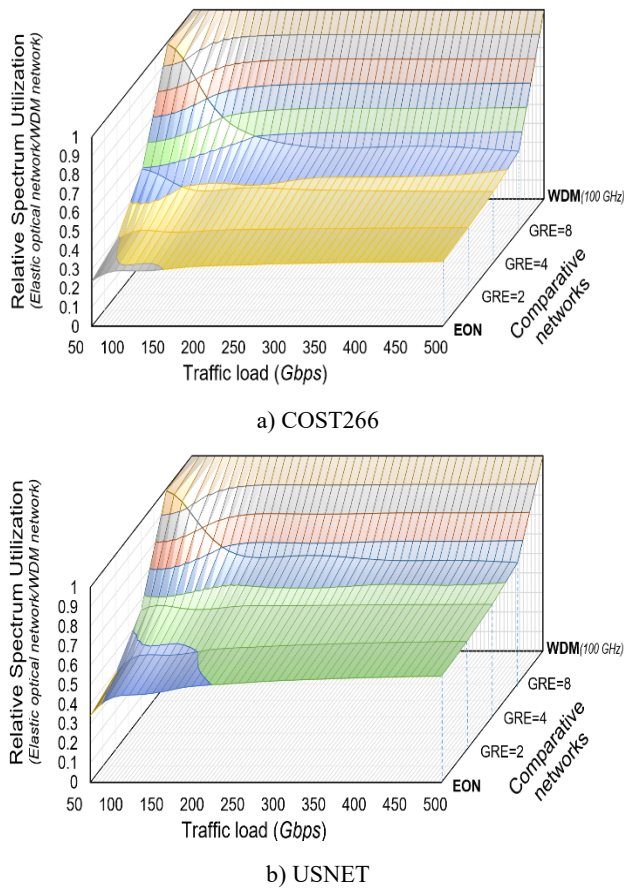 Relative Spectrum Utilization
(Elastic optical network/WDM network)
1
0.9
0.8
0.7
0.6
0.5
0.4
0.3
0.2
0.1
0
50 100 150 200 250 300 350 400 450 500
Traffic load (Gbps)
WDM(100 GHz)
GRE=8
GRE=4
GRE=2
EON
Comparative
networks
a) COST266
Relative Spectrum Utilization
(Elastic optical network/WDM network)
1
0.9
0.8
0.7
0.6
0.5
0.4
0.3
0.2
0.1
0
50 100 150 200 250 300 350 400 450 500
Traffic load (Gbps)
WDM(100 GHz)
GRE=8
GRE=4
GRE=2
EON
Comparative
networks
b) USNET